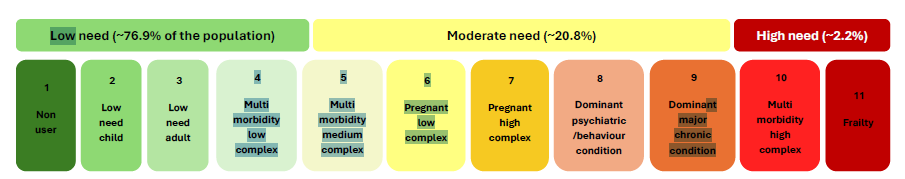 Low need (~76.9% of the population)
Moderate need (~20.8%)
High need (~2.2%)
1
Non
user
2
Low
need
child
3
Low
need
adult
4
Multi
morbidity
low
complex
5
Multi
morbidity
medium
complex
6
Pregnant
low
complex
7
Pregnant
high
complex
8
Dominant
psychiatric
/behaviour
condition
9
Dominant
major
chronic
condition
10
Multi
morbidity
high
complex
11
Frailty